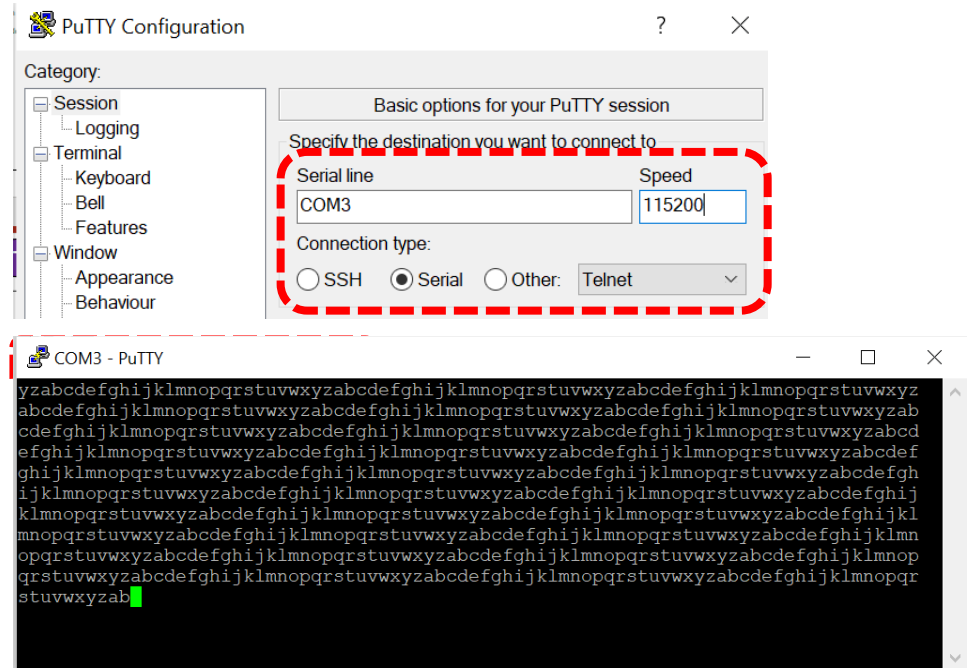 PuTTY Configuration
?
Category:
Session
Logging
Terminal
Keyboard
Bell
Features
Window
Appearance
Behaviour
Basic options for your PuTTY session
Specify the destination you want to connect to
Serial line Speed
COM3 115200
Connection type:
SSH Serial Other: Telnet
COM3 - PuTTY
yzabcdefghijklmnopqrstuvwxyzabcdefghijklmnopqrstuvwxyzabcdefghijklmnopqrstuvwxyz
abcdefghijklmnopqrstuvwxyzabcdefghijklmnopqrstuvwxyzabcdefghijklmnopqrstuvwxyzab
cdefghijklmnopqrstuvwxyzabcdefghijklmnopqrstuvwxyzabcdefghijklmnopqrstuvwxyzabcd
efghijklmnopqrstuvwxyzabcdefghijklmnopqrstuvwxyzabcdefghijklmnopqrstuvwxyzabcdef
ghijklmnopqrstuvwxyzabcdefghijklmnopqrstuvwxyzabcdefghijklmnopqrstuvwxyzabcdefgh
ijklmnopqrstuvwxyzabcdefghijklmnopqrstuvwxyzabcdefghijklmnopqrstuvwxyzabcdefghij
klmnopqrstuvwxyzabcdefghijklmnopqrstuvwxyzabcdefghijklmnopqrstuvwxyzabcdefghijkl
mnopqrstuvwxyzabcdefghijklmnopqrstuvwxyzabcdefghijklmnopqrstuvwxyzabcdefghijklmn
opqrstuvwxyzabcdefghijklmnopqrstuvwxyzabcdefghijklmnopqrstuvwxyzabcdefghijklmnop
qrstuvwxyzabcdefghijklmnopqrstuvwxyzabcdefghijklmnopqrstuvwxyzabcdefghijklmnopqr
stuvwxyzab